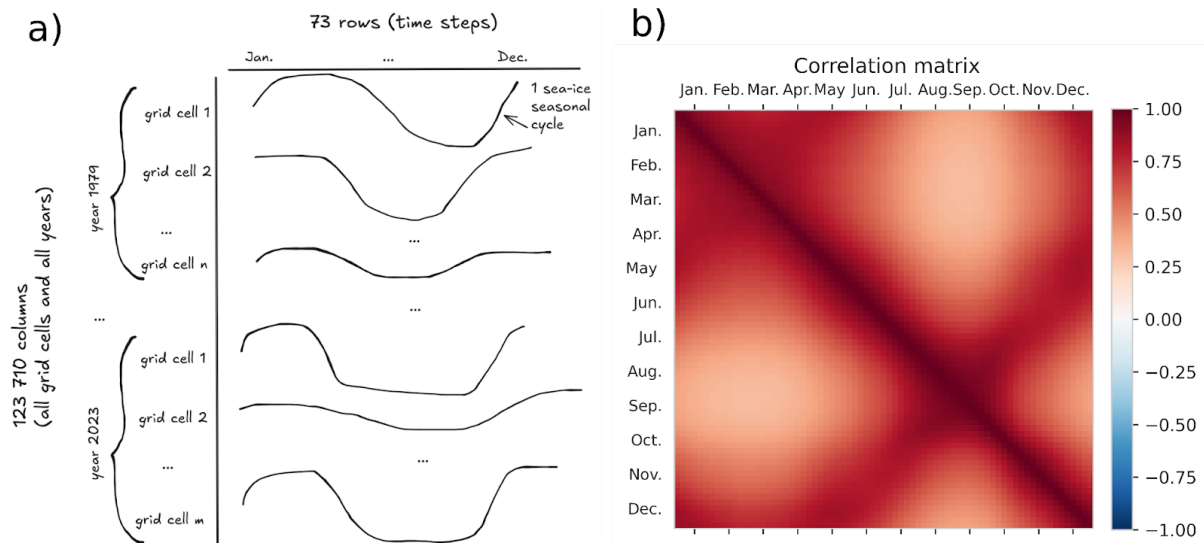 a)
73 rows (time steps)
Jan.
...
Dec.
123 710 columns
(all grid cells and all years)
year 1979
grid cell 1
1 sea-ice
seasonal
cycle
grid cell 2
...
...
grid cell n
...
...
year 2023
grid cell 1
grid cell 2
...
...
grid cell m
b)
Correlation matrix
Jan. Feb. Mar. Apr. May Jun. Jul. Aug. Sep. Oct. Nov. Dec.
Jan.
Feb.
Mar.
Apr.
May
Jun.
Jul.
Aug.
Sep.
Oct.
Nov.
Dec.
1.00
0.75
0.50
0.25
0.00
−0.25
−0.50
−0.75
−1.00